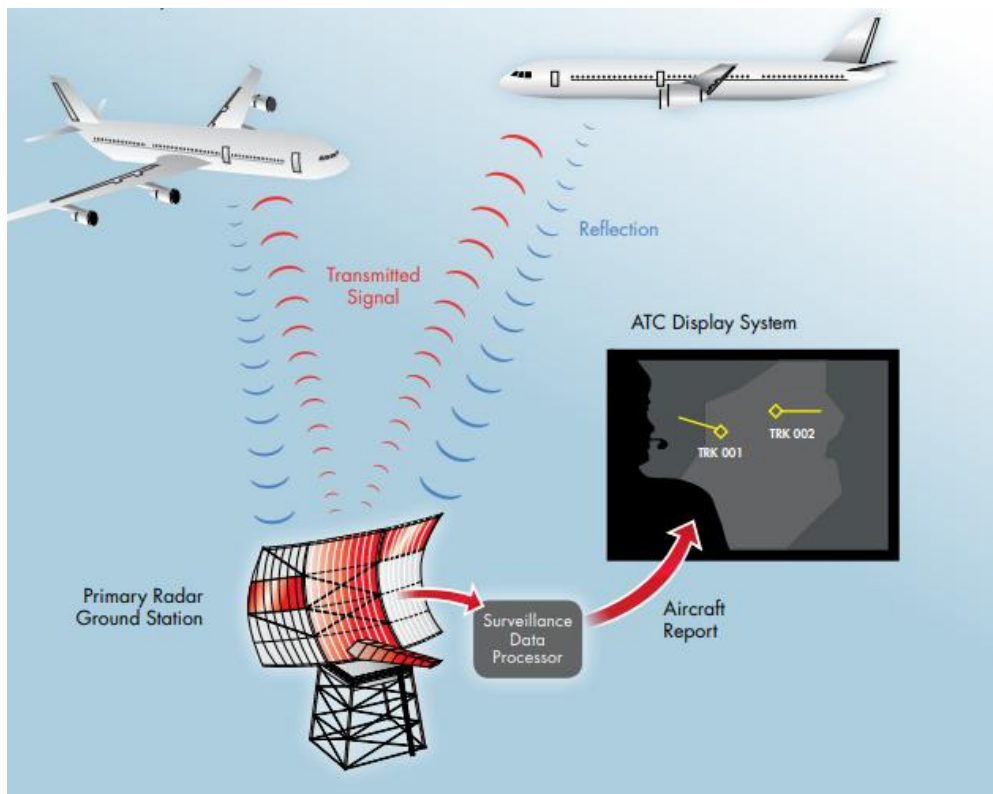 Reflection
Transmitted
Signal
ATC Display System
TRK 001
TRK 002
Primary Radar
Ground Station
Surveillance
Data
Processor
Aircraft
Report